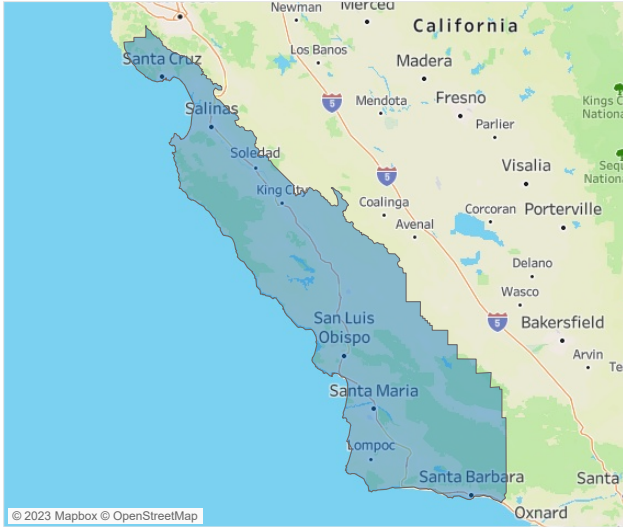 Newman
Merced
California
Los Banos
Madera
Santa Cruz
Mendota
Fresno
Kings C
Nationa
Salinas
5
Parlier
Soledad
Visalia
Sequ
Nationa
5
King City
Coalinga
Corcoran
Porterville
Avenal
Delano
Wasco
San Luis
Obispo
5
Bakersfield
Arvin
Te
Santa Maria
Lompoc
Santa Barbara
Santa
Oxnard
© 2023 Mapbox © OpenStreetMap